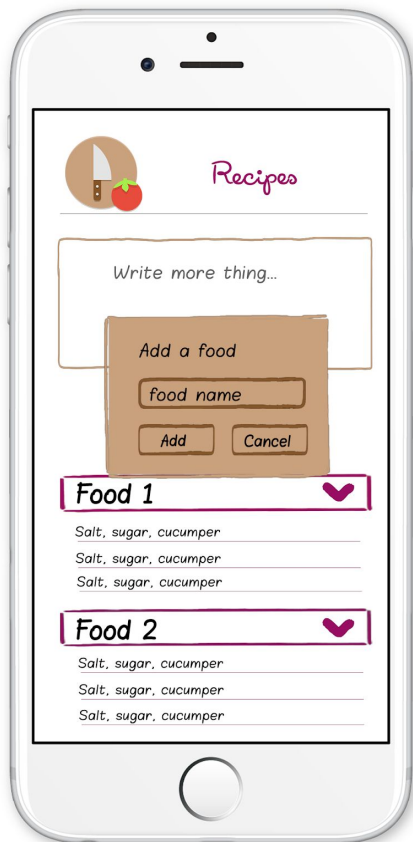 Recipes
Write more thing...
Add a food
food name
Add Cancel
Food 1
Salt, sugar, cucumper
Salt, sugar, cucumper
Salt, sugar, cucumper
Food 2
Salt, sugar, cucumper
Salt, sugar, cucumper
Salt, sugar, cucumper